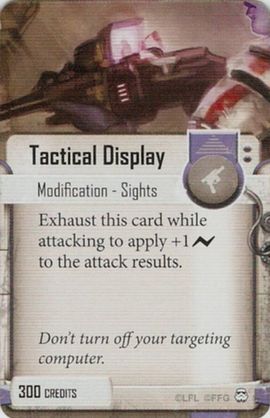 Tactical Display
Modification - Sights
Exhaust this card while
attacking to apply +1
to the attack results.
Don't turn off your targeting
computer.
300 CREDITS
©LFL ©FFG